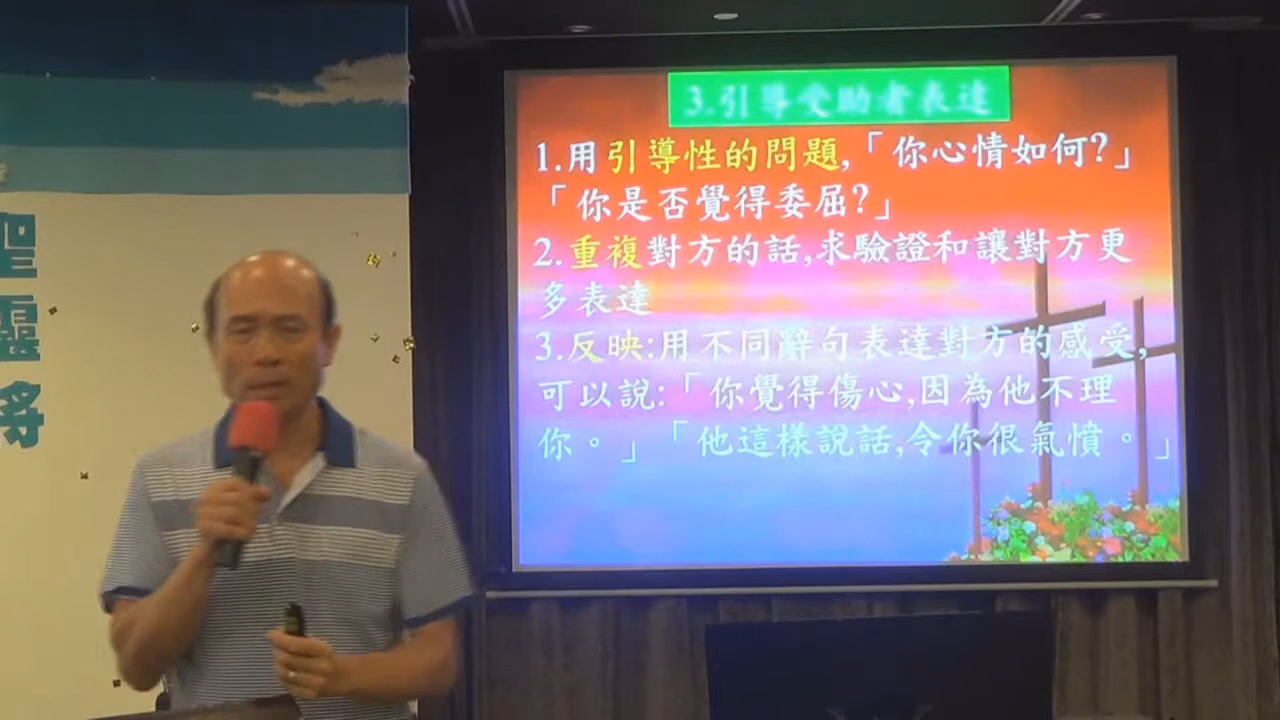 聖
靈
將
3.引導受助者表達
1.用引導性的問題,「你心情如何?」
「你是否覺得委屈?」
2.重複對方的話,求驗證和讓對方更
多表達
3.反映:用不同辭句表達對方的感受,
可以說:「你覺得傷心,因為他不理
你。」「他這樣說話,令你很氣憤。」